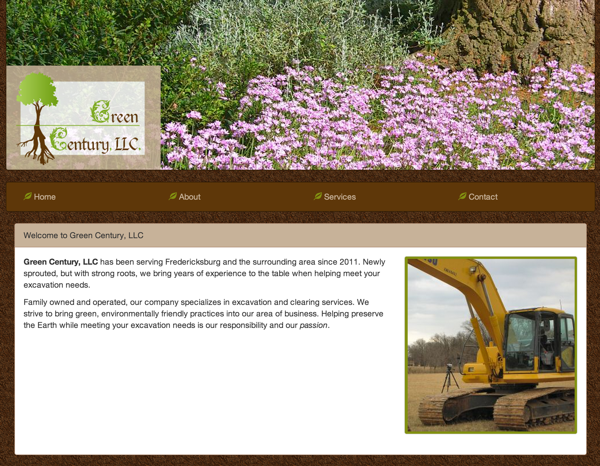 Green
Century, LLC.
Home
About
Services
Contact
Welcome to Green Century, LLC
Green Century, LLC has been serving Fredericksburg and the surrounding area since 2011. Newly
sprouted, but with strong roots, we bring years of experience to the table when helping meet your
excavation needs.
Family owned and operated, our company specializes in excavation and clearing services. We
strive to bring green, environmentally friendly practices into our area of business. Helping preserve
the Earth while meeting your excavation needs is our responsibility and our passion.